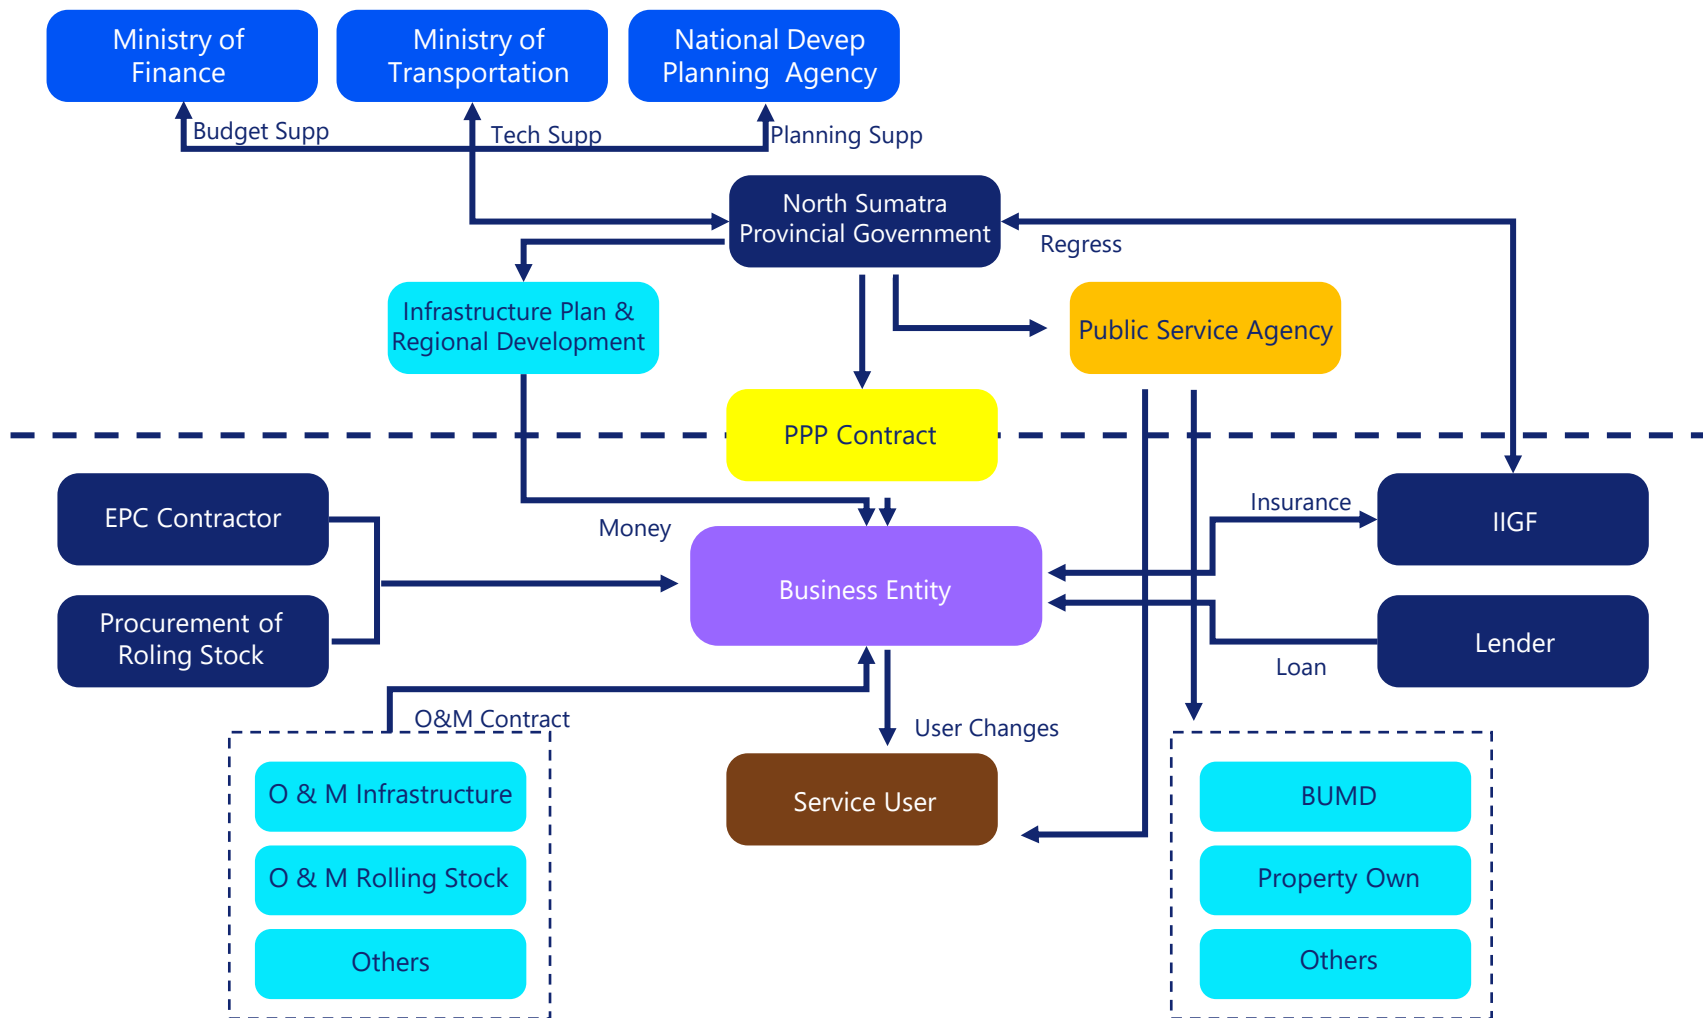 Ministry of
Finance
Ministry of
Transportation
National Devep
Planning Agency
Budget Supp
Tech Supp
Planning Supp
North Sumatra
Provincial Government
Regress
Infrastructure Plan &
Regional Development
Public Service Agency
PPP Contract
EPC Contractor
Money
Insurance
IIGF
Business Entity
Procurement of
Roling Stock
Lender
Loan
O&M Contract
User Changes
O & M Infrastructure
Service User
BUMD
O & M Rolling Stock
Property Own
Others
Others